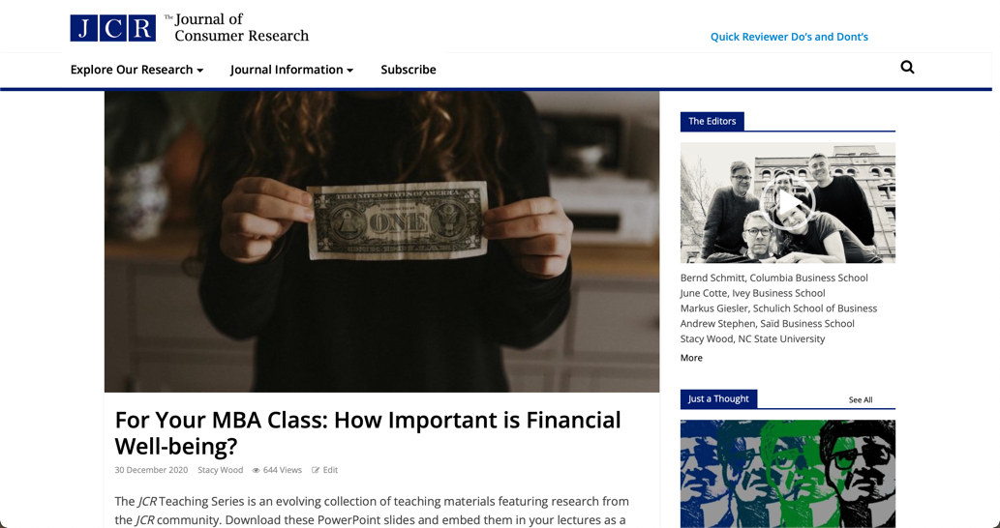 JCR The Journal of
Consumer Research
Quick Reviewer Do's and Dont's
Explore Our Research
Journal Information
Subscribe
The Editors
THE UNITED STATES OF AMERICA
ONE
Bernd Schmitt, Columbia Business School
June Cotte, Ivey Business School
Markus Giesler, Schulich School of Business
Andrew Stephen, Saïd Business School
Stacy Wood, NC State University
More
Just a Thought
See All
For Your MBA Class: How Important is Financial
Well-being?
30 December 2020 Stacy Wood 644 Views Edit
The JCR Teaching Series is an evolving collection of teaching materials featuring research from
the JCR community. Download these PowerPoint slides and embed them in your lectures as a